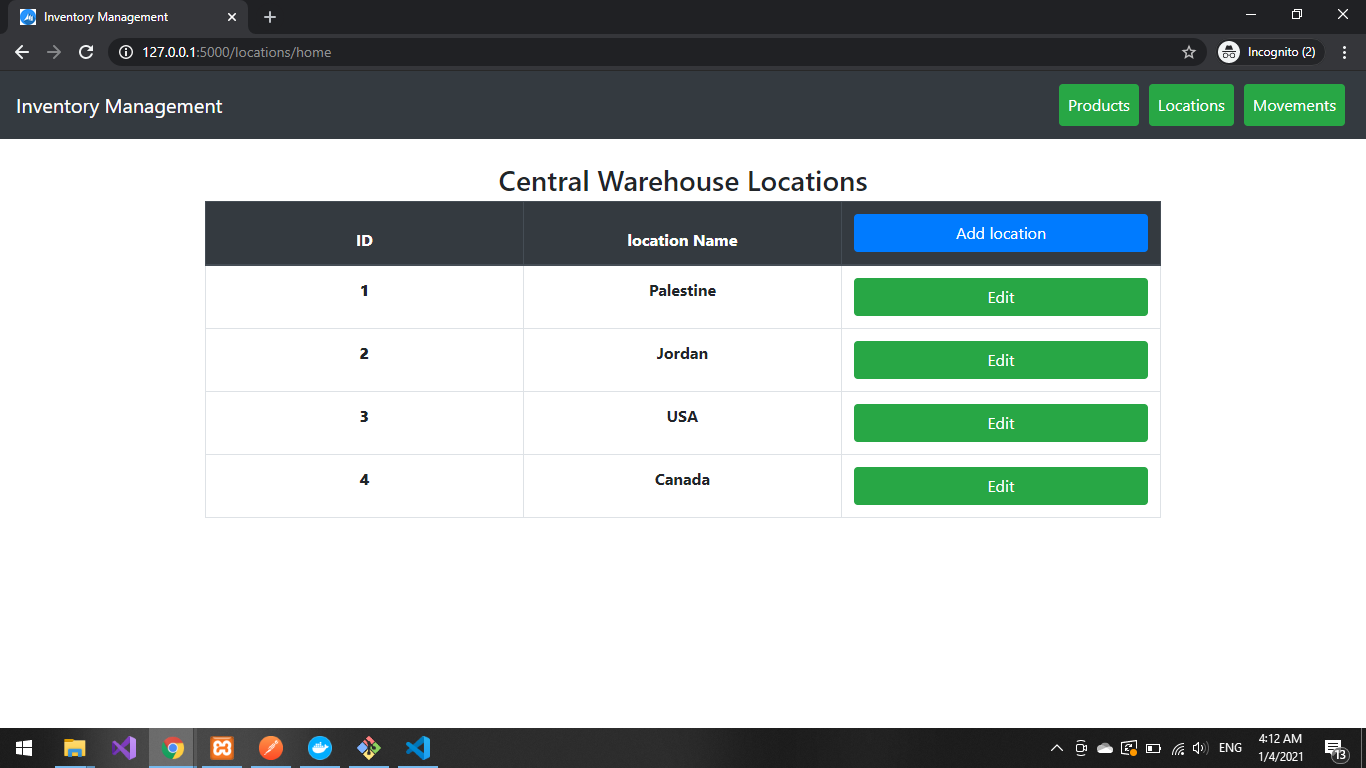 Inventory Management
127.0.0.1:5000/locations/home
Incognito (2)
Inventory Management
Products
Locations
Movements
Central Warehouse Locations
ID
location Name
Add location
1
Palestine
Edit
2
Jordan
Edit
3
USA
Edit
4
Canada
Edit
ENG
4:12 AM
1/4/2021
13